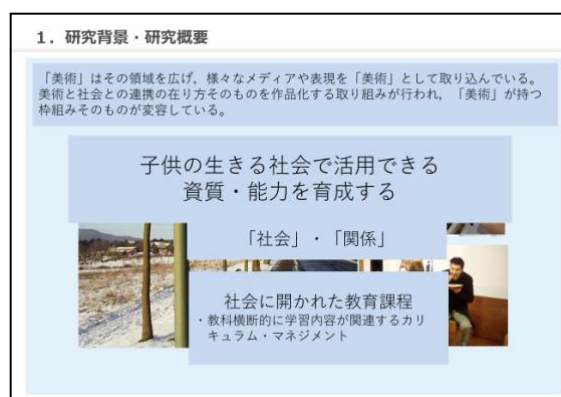 1．研究背景・研究概要
「美術」はその領域を広げ，様々なメディアや表現を「美術」として取り込んでいる。
美術と社会との連携の在り方そのものを作品化する取り組みが行われ，「美術」が持つ
枠組みそのものが変容している。
子供の生きる社会で活用できる
資質・能力を育成する
「社会」・「関係」
社会に開かれた教育課程
・教科横断的に学習内容が関連するカリ
キュラム・マネジメント